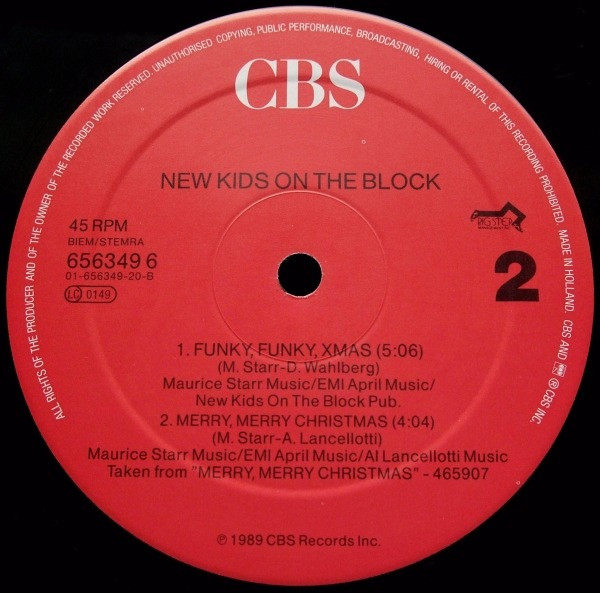 ALL RIGHTS OF THE PRODUCER AND OF THE OWNER OF THE RECORDED WORK RESERVED. UNAUTHORISED COPYING, PUBLIC PERFORMANCE, BROADCASTING, HIRING OR RENTAL OF THIS RECORDING PROHIBITED. MADE IN HOLLAND. CBS AND ® CBS INC.
CBS
NEW KIDS ON THE BLOCK
45 RPM
BIEM/STEMRA
656349 6
01-656349-20-B
LC 0149
BIG STEP
2
1. FUNKY, FUNKY, XMAS (5:06)
(M. Starr-D. Wahlberg)
Maurice Starr Music/EMI April Music/
New Kids On The Block Pub.
2. MERRY, MERRY CHRISTMAS (4:04)
(M. Starr-A. Lancellotti)
Maurice Starr Music/EMI April Music/Al Lancellotti Music
Taken from "MERRY, MERRY CHRISTMAS" - 465907
℗ 1989 CBS Records Inc.